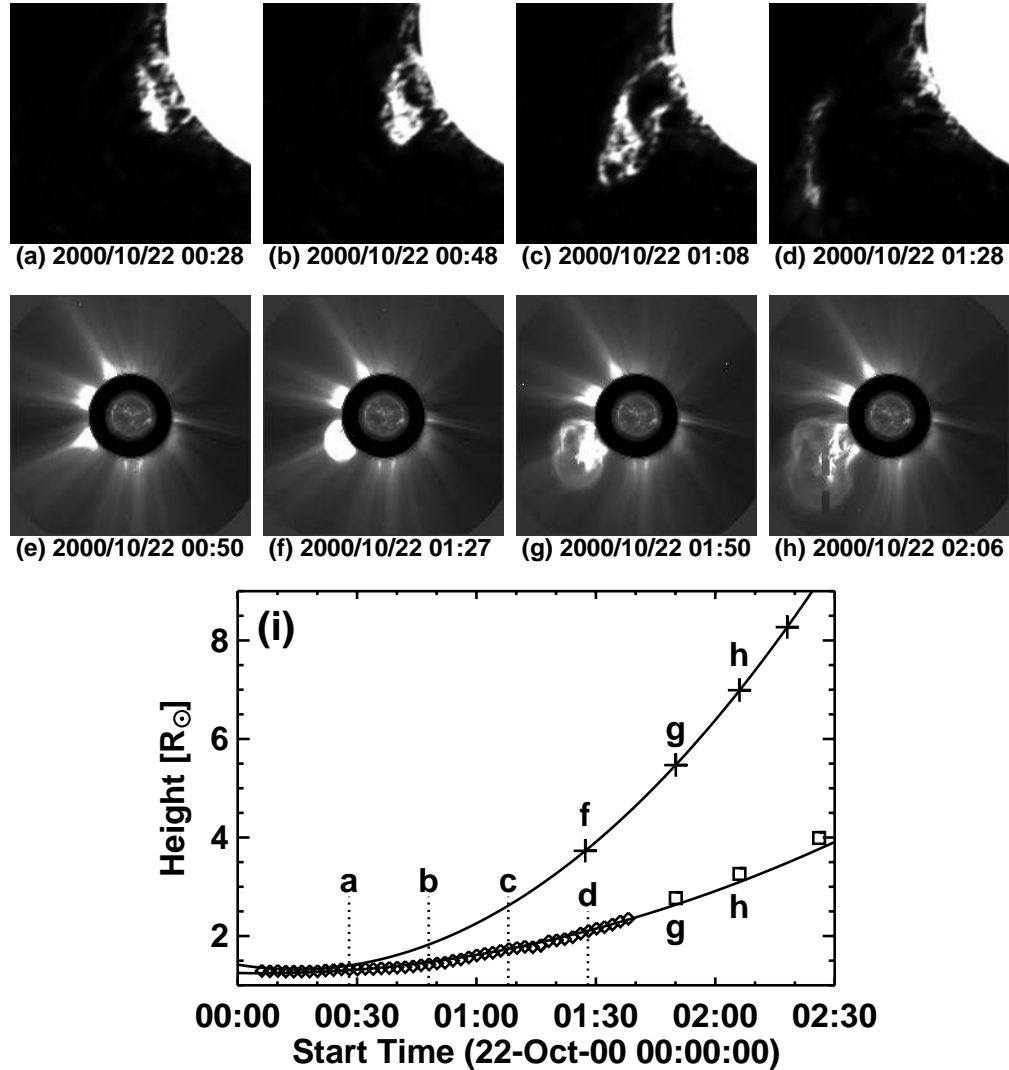 (a) 2000/10/22 00:28
(b) 2000/10/22 00:48
(c) 2000/10/22 01:08
(d) 2000/10/22 01:28
(e) 2000/10/22 00:50
(f) 2000/10/22 01:27
(g) 2000/10/22 01:50
(h) 2000/10/22 02:06
(i)
8
6
4
2
Height [R☉]
h
g
f
a
b
c
d
g
h
00:00
00:30
01:00
01:30
02:00
02:30
Start Time (22-Oct-00 00:00:00)